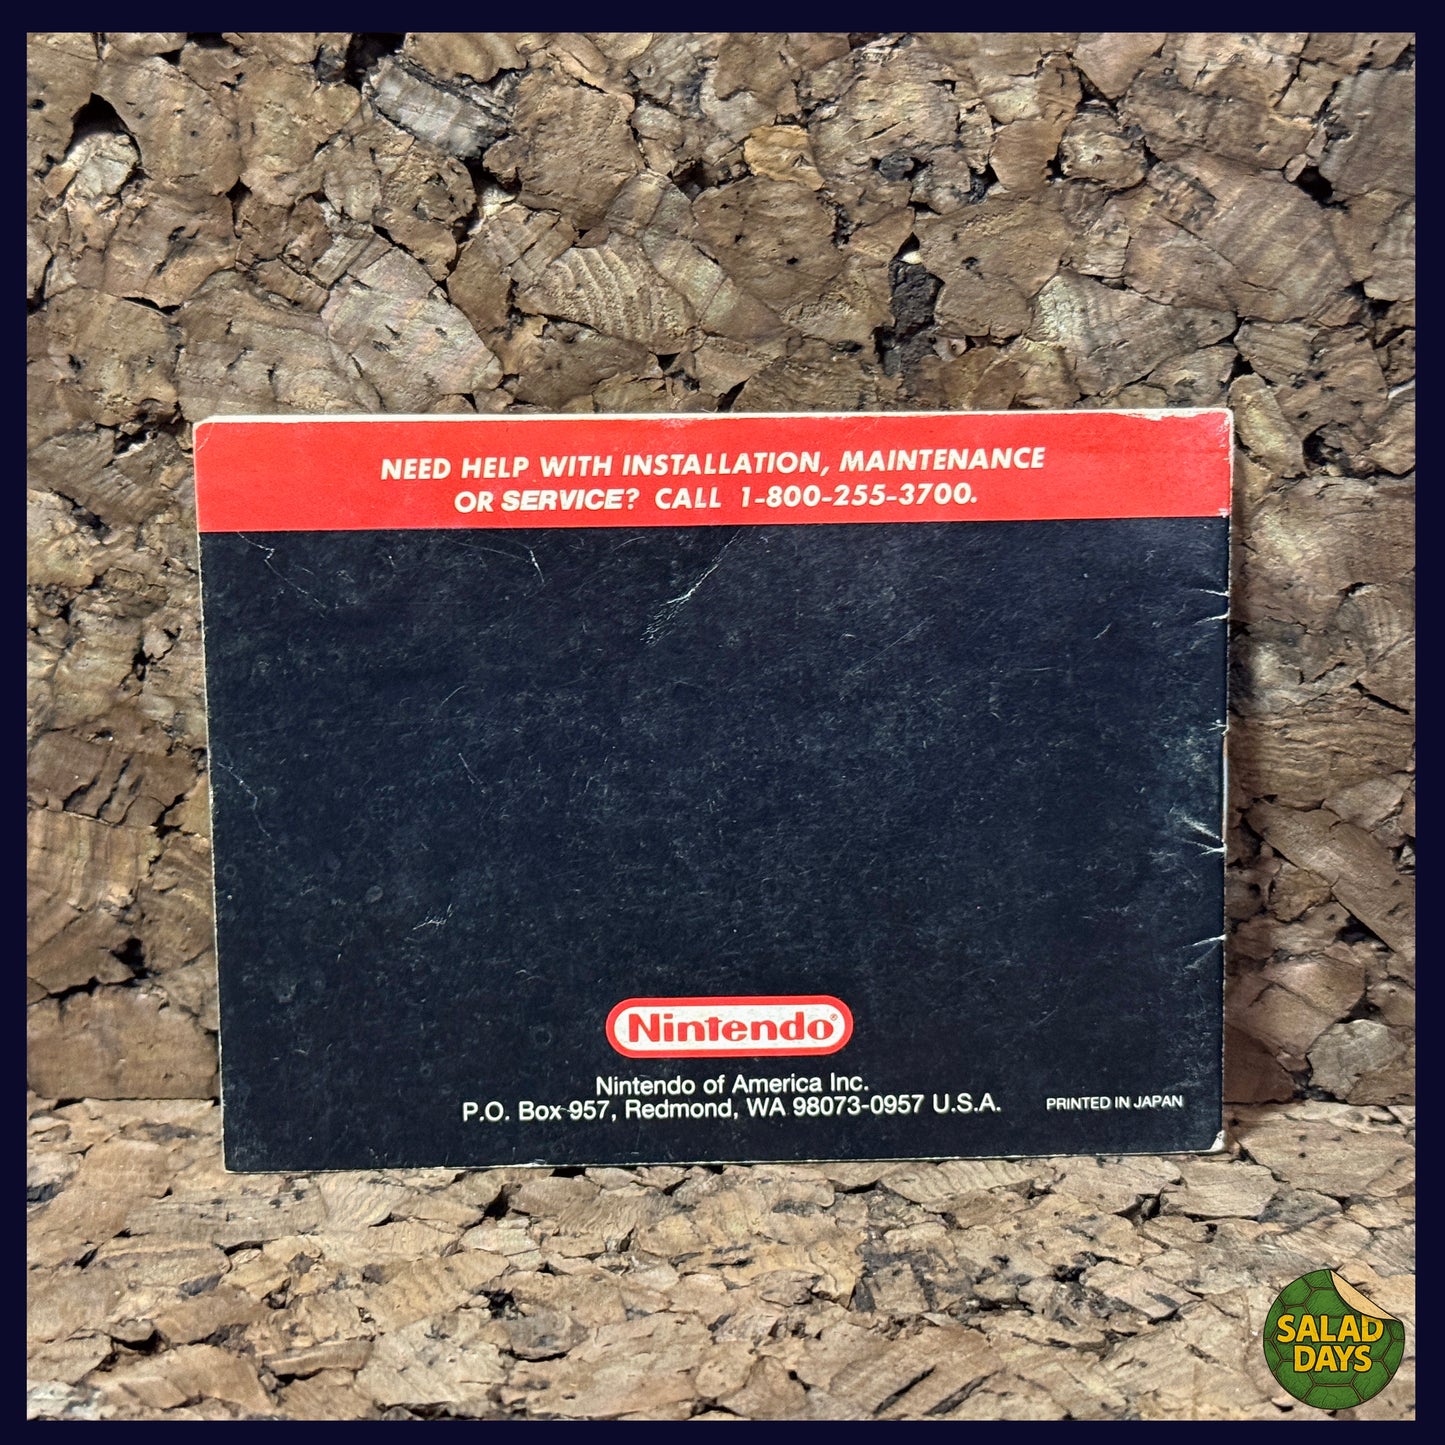 NEED HELP WITH INSTALLATION, MAINTENANCE
OR SERVICE? CALL 1-800-255-3700.
Nintendo®
Nintendo of America Inc.
P.O. Box 957, Redmond, WA 98073-0957 U.S.A.
PRINTED IN JAPAN
SALAD
DAYS